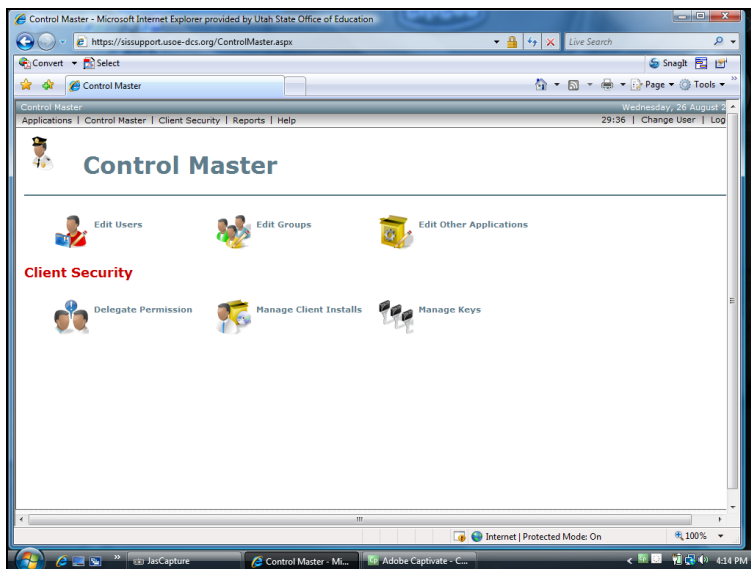 Control Master - Microsoft Internet Explorer provided by Utah State Office of Education
https://sissupport.usoe-dcs.org/ControlMaster.aspx
Live Search
Convert Select
SnagIt
Control Master
Page Tools
Control Master Wednesday, 26 August 2
Applications | Control Master | Client Security | Reports | Help 29:36 | Change User | Log
Control Master
Edit Users Edit Groups Edit Other Applications
Client Security
Delegate Permission Manage Client Installs Manage Keys
Internet | Protected Mode: On 100%
JasCapture Control Master - Mi... Adobe Captivate - C... 4:14 PM